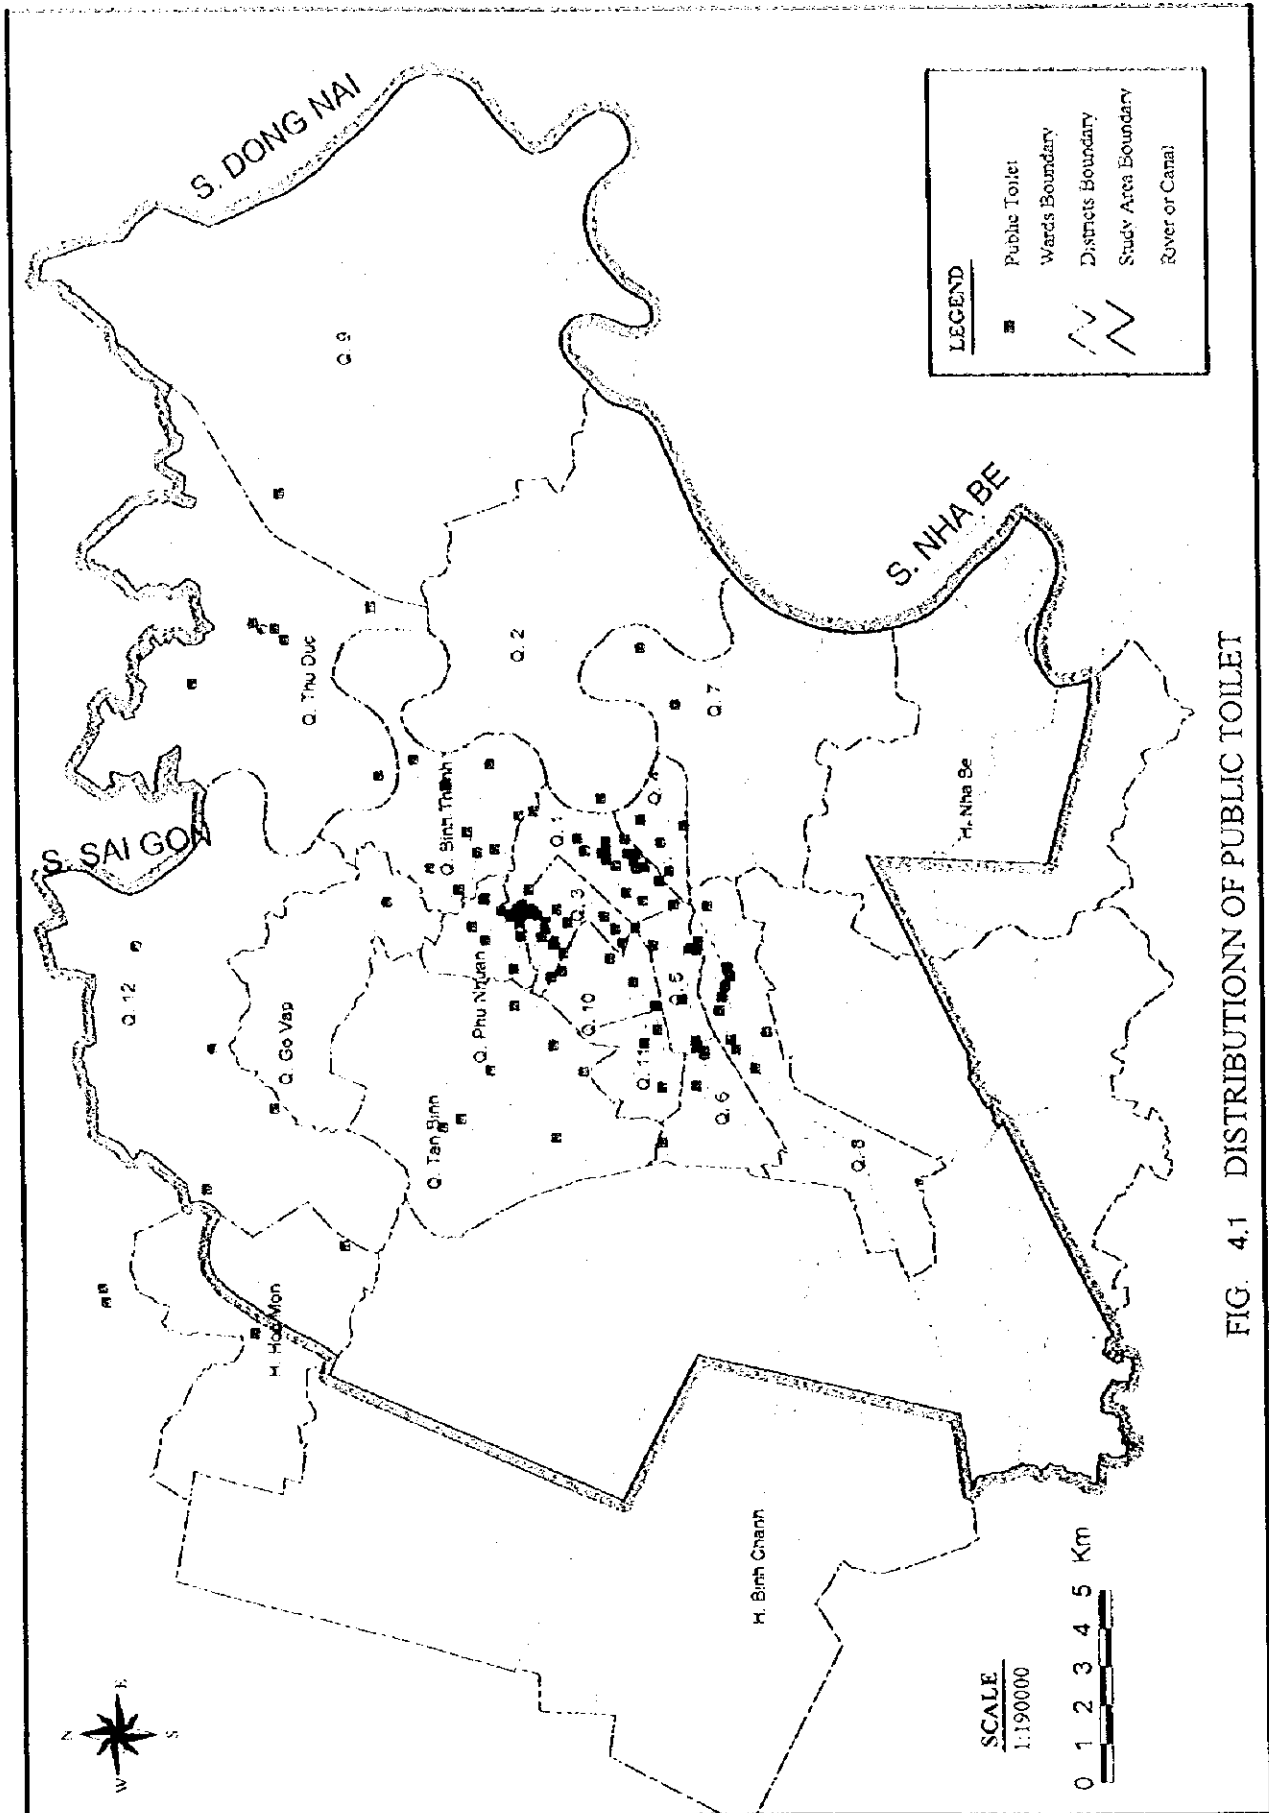 N
W
E
S
S. SAI GO
S. DONG NAI
S. NHA BE
Q. 12
Q. Thu Duc
Q. 9
H. Hoc Mon
Q. Go Vap
Q. Tan Binh
Q. Phu Nhuan
Q. Binh Thanh
Q. 2
Q. 1
Q. 3
Q. 10
Q. 11
Q. 5
Q. 6
Q. 7
Q. 8
H. Binh Chanh
H. Nha Be
LEGEND
Public Toilet
Wards Boundary
Districts Boundary
Study Area Boundary
River or Canal
SCALE
1:190000
0 1 2 3 4 5 Km
FIG. 4.1 DISTRIBUTIONN OF PUBLIC TOILET